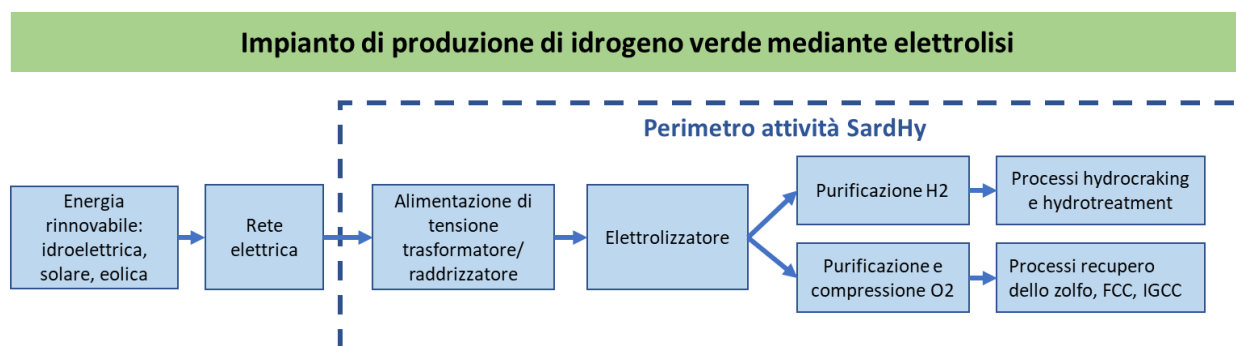 Impianto di produzione di idrogeno verde mediante elettrolisi
Perimetro attività SardHy
Energia
rinnovabile:
idroelettrica,
solare, eolica
Rete
elettrica
Alimentazione di
tensione
trasformatore/
raddrizzatore
Elettrolizzatore
Purificazione H2
Processi hydrocraking
e hydrotreatment
Purificazione e
compressione O2
Processi recupero
dello zolfo, FCC, IGCC